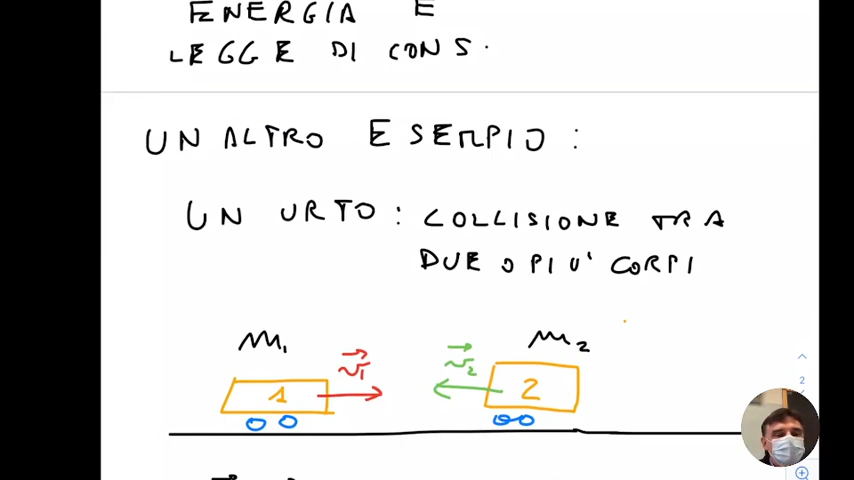 ENERGIA E
LEGGE DI CONS.
UN ALTRO ESEMPIO:
UN URTO: COLLISIONE TRA
DUE O PIU' CORPI
m₁
m₂
v₁
v₂
1
2
2